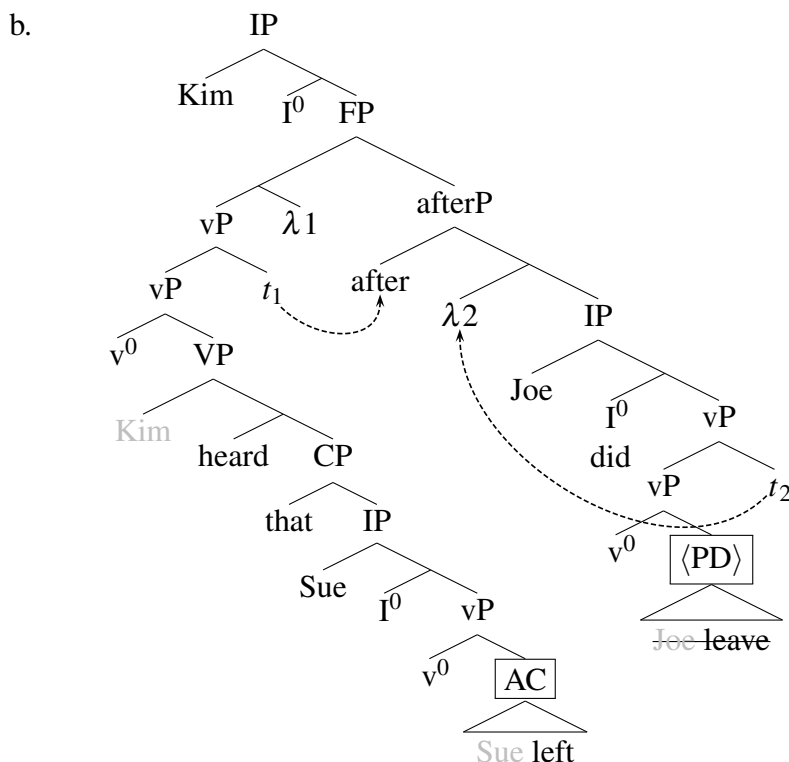 b.
IP
Kim
I⁰ FP
vP λ1 afterP
vP t₁ after λ2 IP
v⁰ VP Joe I⁰ vP
Kim did
heard CP vP t₂
that IP v⁰ ⟨PD⟩
Sue I⁰ vP Joe leave
v⁰ AC
Sue left